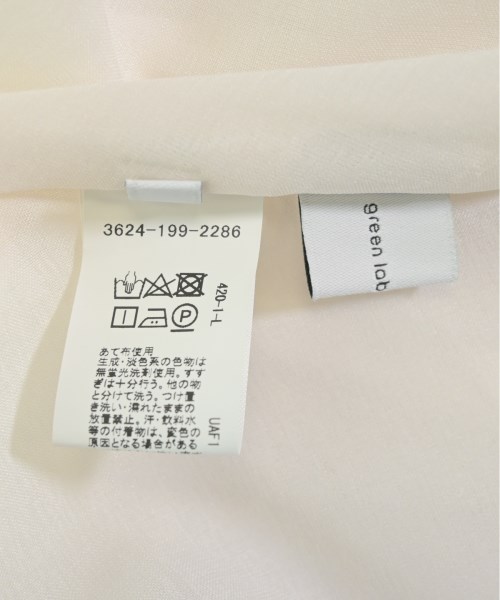 3624-199-2286
420-I-L
P
あて布使用
生成・淡色系の色物は
無蛍光洗剤使用。すす
ぎは十分行う。他の物
と分けて洗う。つけ置
き洗い・濡れたままの
放置禁止。汗・飲料水
等の付着物は、変色の
原因となる場合がある
UAF1
green lab